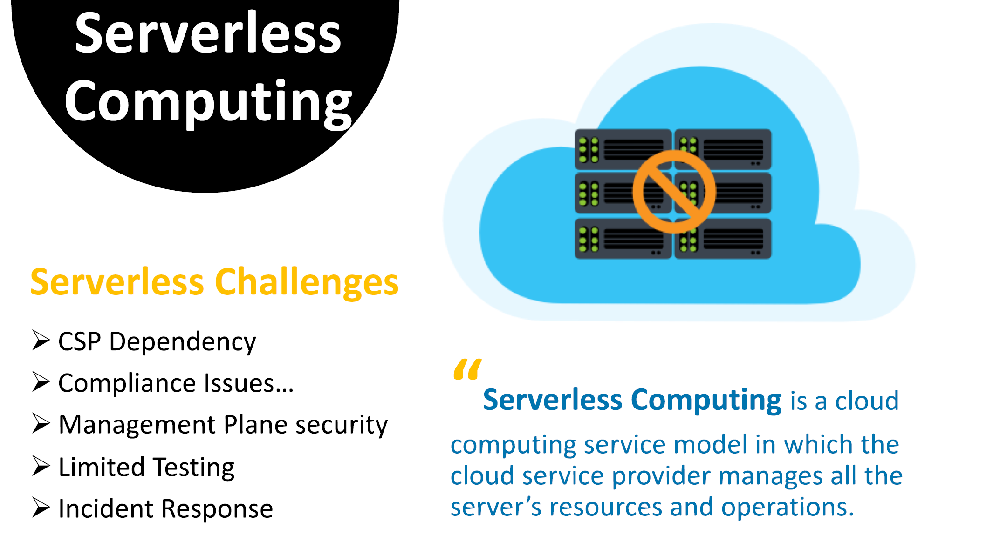 Serverless
Computing
Serverless Challenges
➢ CSP Dependency
➢ Compliance Issues...
➢ Management Plane security
➢ Limited Testing
➢ Incident Response
“
Serverless Computing is a cloud
computing service model in which the
cloud service provider manages all the
server’s resources and operations.